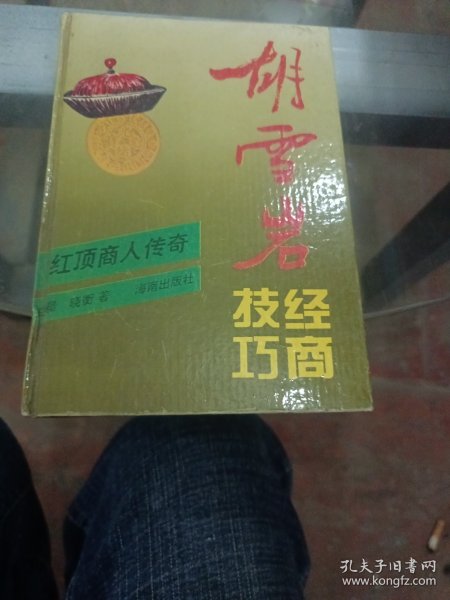 胡雪岩
经商
技巧
红顶商人传奇
晓衡 著 海南出版社
孔夫子旧书网
www.kongfz.com